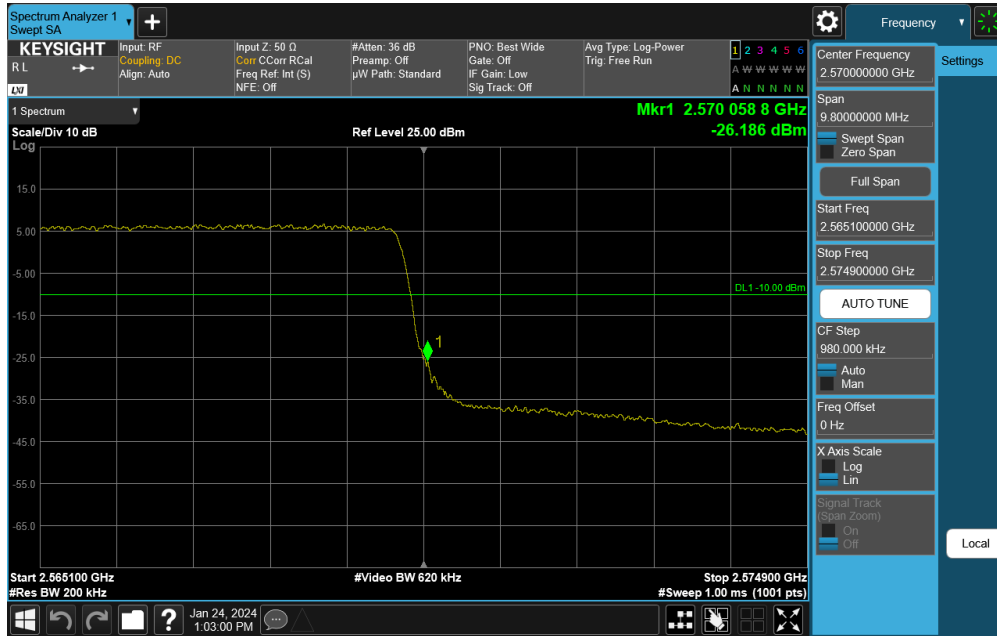 Spectrum Analyzer 1
Swept SA
Frequency
KEYSIGHT
R L
LXI
Input: RF
Coupling: DC
Align: Auto
Input Z: 50 Ω
Corr CCorr RCal
Freq Ref: Int (S)
NFE: Off
#Atten: 36 dB
Preamp: Off
µW Path: Standard
PNO: Best Wide
Gate: Off
IF Gain: Low
Sig Track: Off
Avg Type: Log-Power
Trig: Free Run
1 2 3 4 5 6
A W W W W W
A N N N N N
1 Spectrum
Mkr1 2.570 058 8 GHz
Scale/Div 10 dB
Ref Level 25.00 dBm
-26.186 dBm
Log
15.0
5.00
-5.00
DL1 -10.00 dBm
-15.0
1
-25.0
-35.0
-45.0
-55.0
-65.0
Start 2.565100 GHz
#Video BW 620 kHz
Stop 2.574900 GHz
#Res BW 200 kHz
#Sweep 1.00 ms (1001 pts)
Jan 24, 2024
1:03:00 PM
?
Center Frequency
2.570000000 GHz
Settings
Span
9.80000000 MHz
Swept Span
Zero Span
Full Span
Start Freq
2.565100000 GHz
Stop Freq
2.574900000 GHz
AUTO TUNE
CF Step
980.000 kHz
Auto
Man
Freq Offset
0 Hz
X Axis Scale
Log
Lin
Signal Track
(Span Zoom)
On
Off
Local